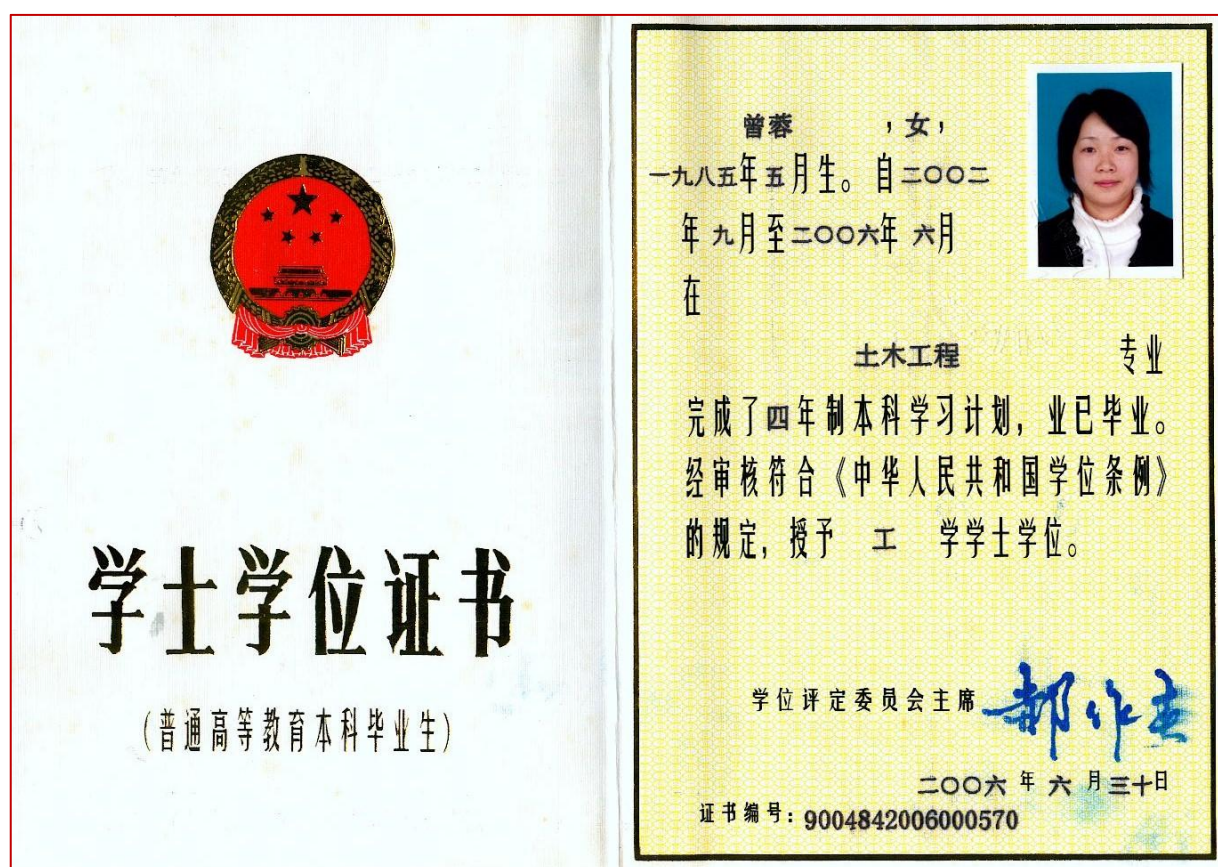 学士学位证书
(普通高等教育本科毕业生)
曾蓉 ，女，
一九八五年五月生。自二〇〇二
年九月至二〇〇六年六月
在
土木工程 专业
完成了四年制本科学习计划，业已毕业。
经审核符合《中华人民共和国学位条例》
的规定，授予 工 学学士学位。
学位评定委员会主席
二〇〇六年六月三十日
证书编号：9004842006000570